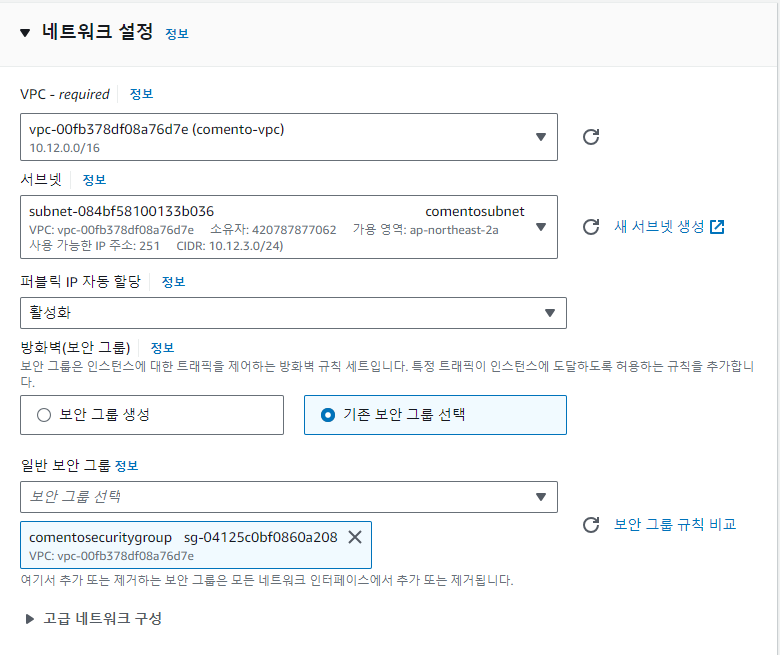 네트워크 설정 정보
VPC - required 정보
vpc-00fb378df08a76d7e (comento-vpc)
10.12.0.0/16
서브넷 정보
subnet-084bf58100133b036 comentosubnet
VPC: vpc-00fb378df08a76d7e 소유자: 420787877062 가용 영역: ap-northeast-2a
사용 가능한 IP 주소: 251 CIDR: 10.12.3.0/24)
새 서브넷 생성
퍼블릭 IP 자동 할당 정보
활성화
방화벽(보안 그룹) 정보
보안 그룹은 인스턴스에 대한 트래픽을 제어하는 방화벽 규칙 세트입니다. 특정 트래픽이 인스턴스에 도달하도록 허용하는 규칙을 추가합니
다.
보안 그룹 생성 기존 보안 그룹 선택
일반 보안 그룹 정보
보안 그룹 선택
comentosecuritygroup sg-04125c0bf0860a208
VPC: vpc-00fb378df08a76d7e
보안 그룹 규칙 비교
여기서 추가 또는 제거하는 보안 그룹은 모든 네트워크 인터페이스에서 추가 또는 제거됩니다.
고급 네트워크 구성